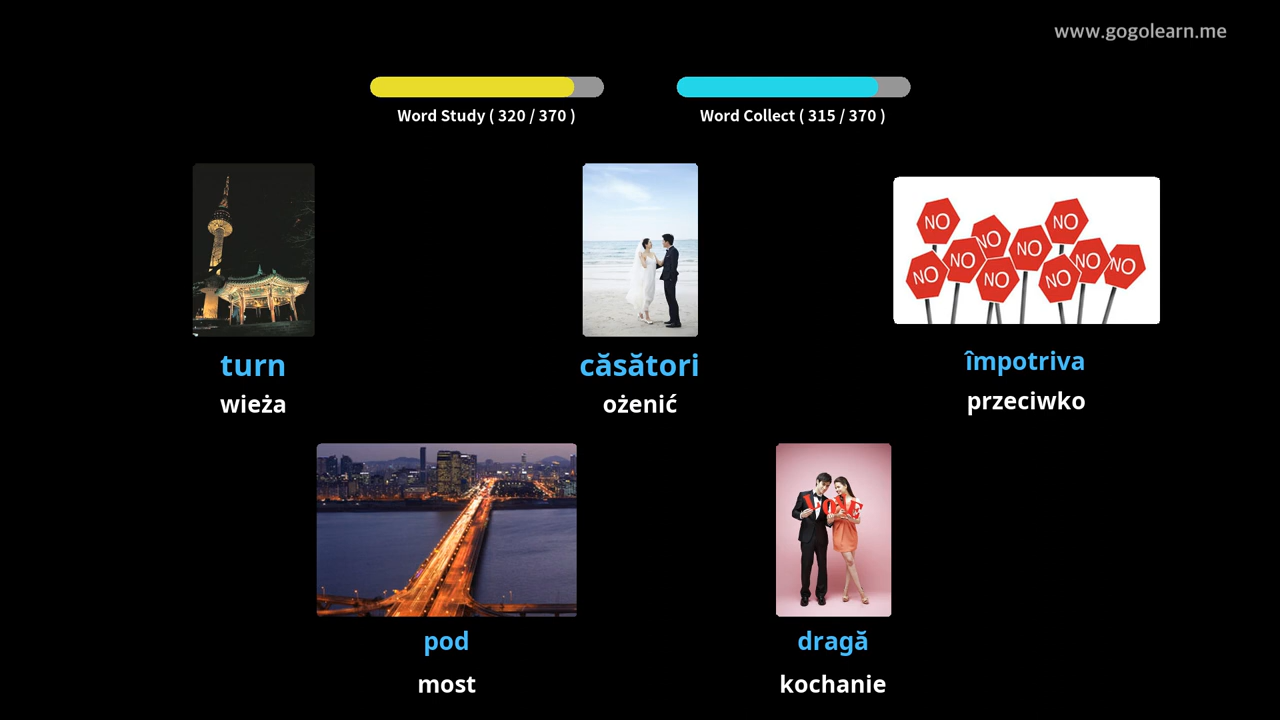 www.gogolearn.me
Word Study ( 320 / 370 )
Word Collect ( 315 / 370 )
NO
NO
NO
NO
NO
NO
NO
NO
NO
NO
turn
căsători
împotriva
wieża
ożenić
przeciwko
pod
dragă
most
kochanie